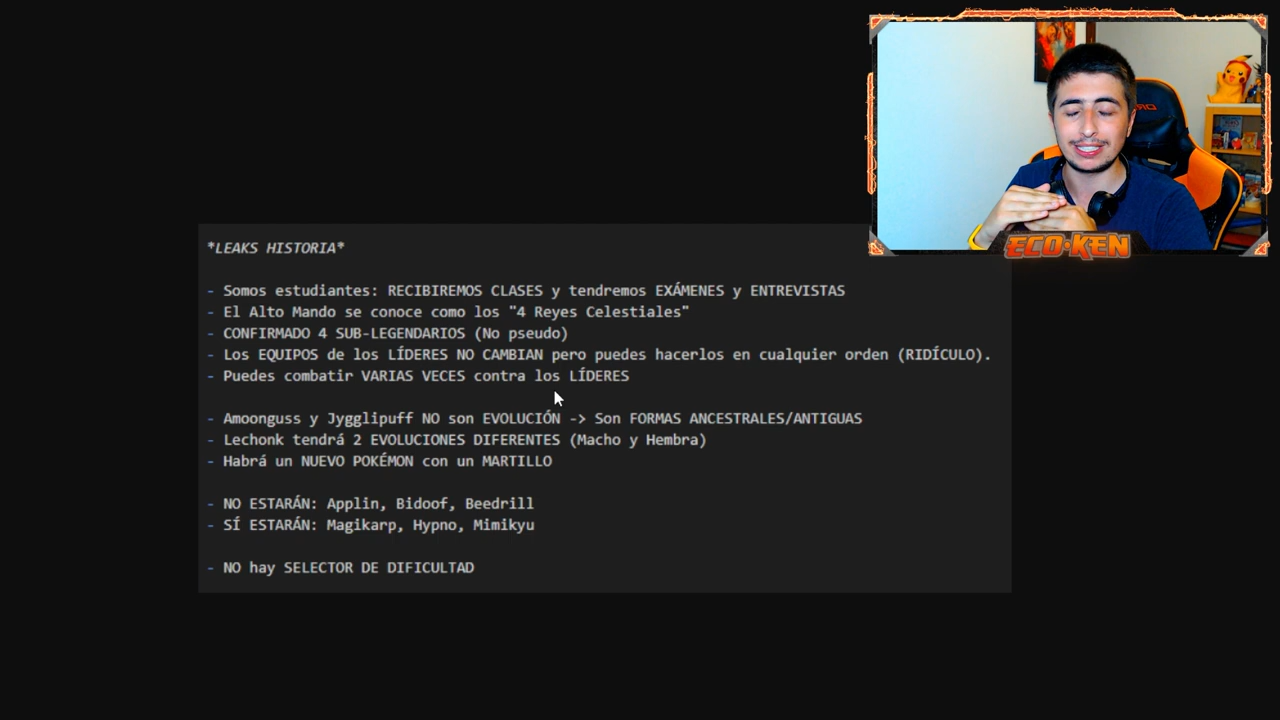 *LEAKS HISTORIA*
- Somos estudiantes: RECIBIREMOS CLASES y tendremos EXÁMENES y ENTREVISTAS
- El Alto Mando se conoce como los "4 Reyes Celestiales"
- CONFIRMADO 4 SUB-LEGENDARIOS (No pseudo)
- Los EQUIPOS de los LÍDERES NO CAMBIAN pero puedes hacerlos en cualquier orden (RIDÍCULO).
- Puedes combatir VARIAS VECES contra los LÍDERES
- Amoonguss y Jygglipuff NO son EVOLUCIÓN -> Son FORMAS ANCESTRALES/ANTIGUAS
- Lechonk tendrá 2 EVOLUCIONES DIFERENTES (Macho y Hembra)
- Habrá un NUEVO POKÉMON con un MARTILLO
- NO ESTARÁN: Applin, Bidoof, Beedrill
- SÍ ESTARÁN: Magikarp, Hypno, Mimikyu
- NO hay SELECTOR DE DIFICULTAD
ECO·KEN